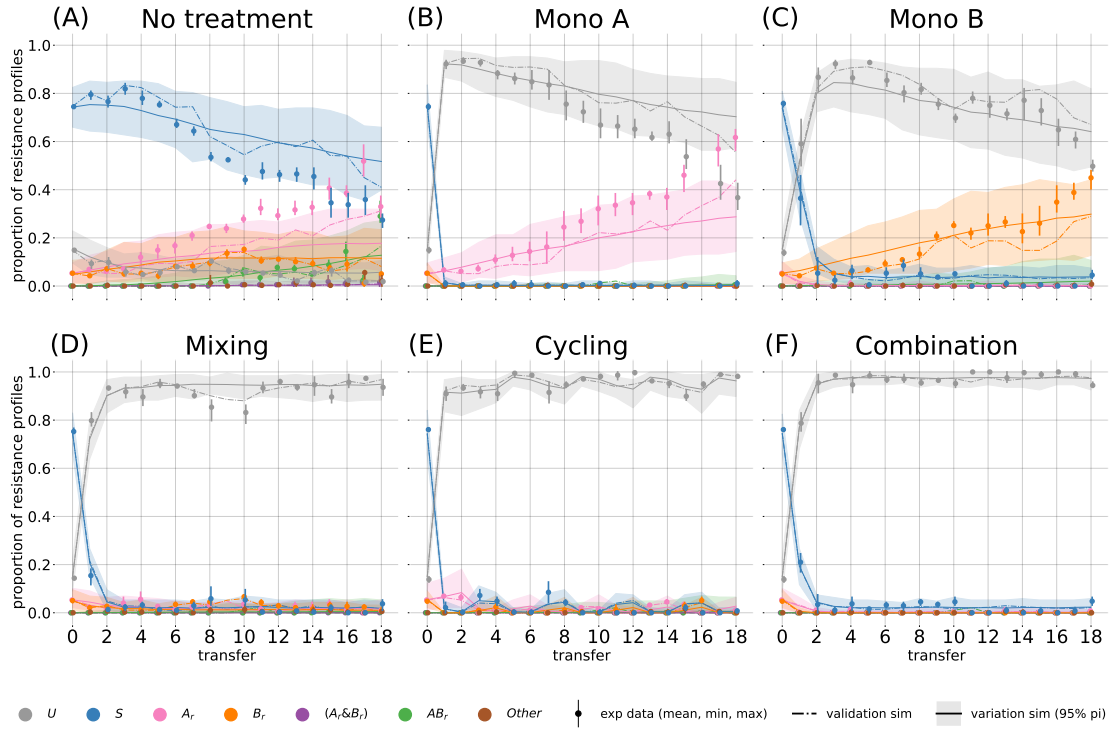 (A) No treatment
(B) Mono A
(C) Mono B
proportion of resistance profiles
1.0
0.8
0.6
0.4
0.2
0.0
(D) Mixing
(E) Cycling
(F) Combination
proportion of resistance profiles
1.0
0.8
0.6
0.4
0.2
0.0
0 2 4 6 8 10 12 14 16 18
0 2 4 6 8 10 12 14 16 18
0 2 4 6 8 10 12 14 16 18
transfer
transfer
transfer
U S Ar Br (Ar&Br) ABr Other exp data (mean, min, max) validation sim variation sim (95% pi)